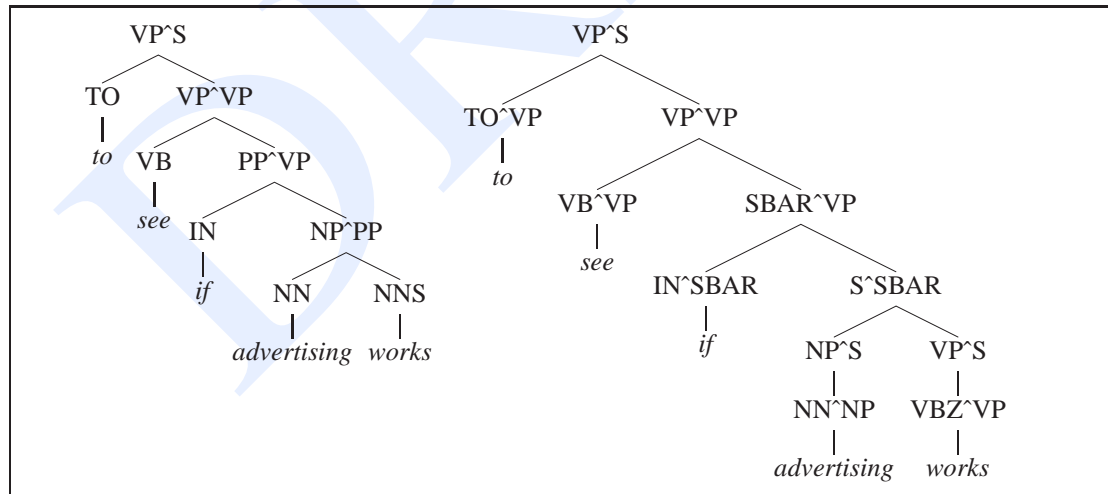 VP^S VP^S
TO VP^VP TO^VP VP^VP
to VB PP^VP to VB^VP SBAR^VP
see IN NP^PP see IN^SBAR S^SBAR
if NN NNS if NP^S VP^S
advertising works NN^NP VBZ^VP
advertising works